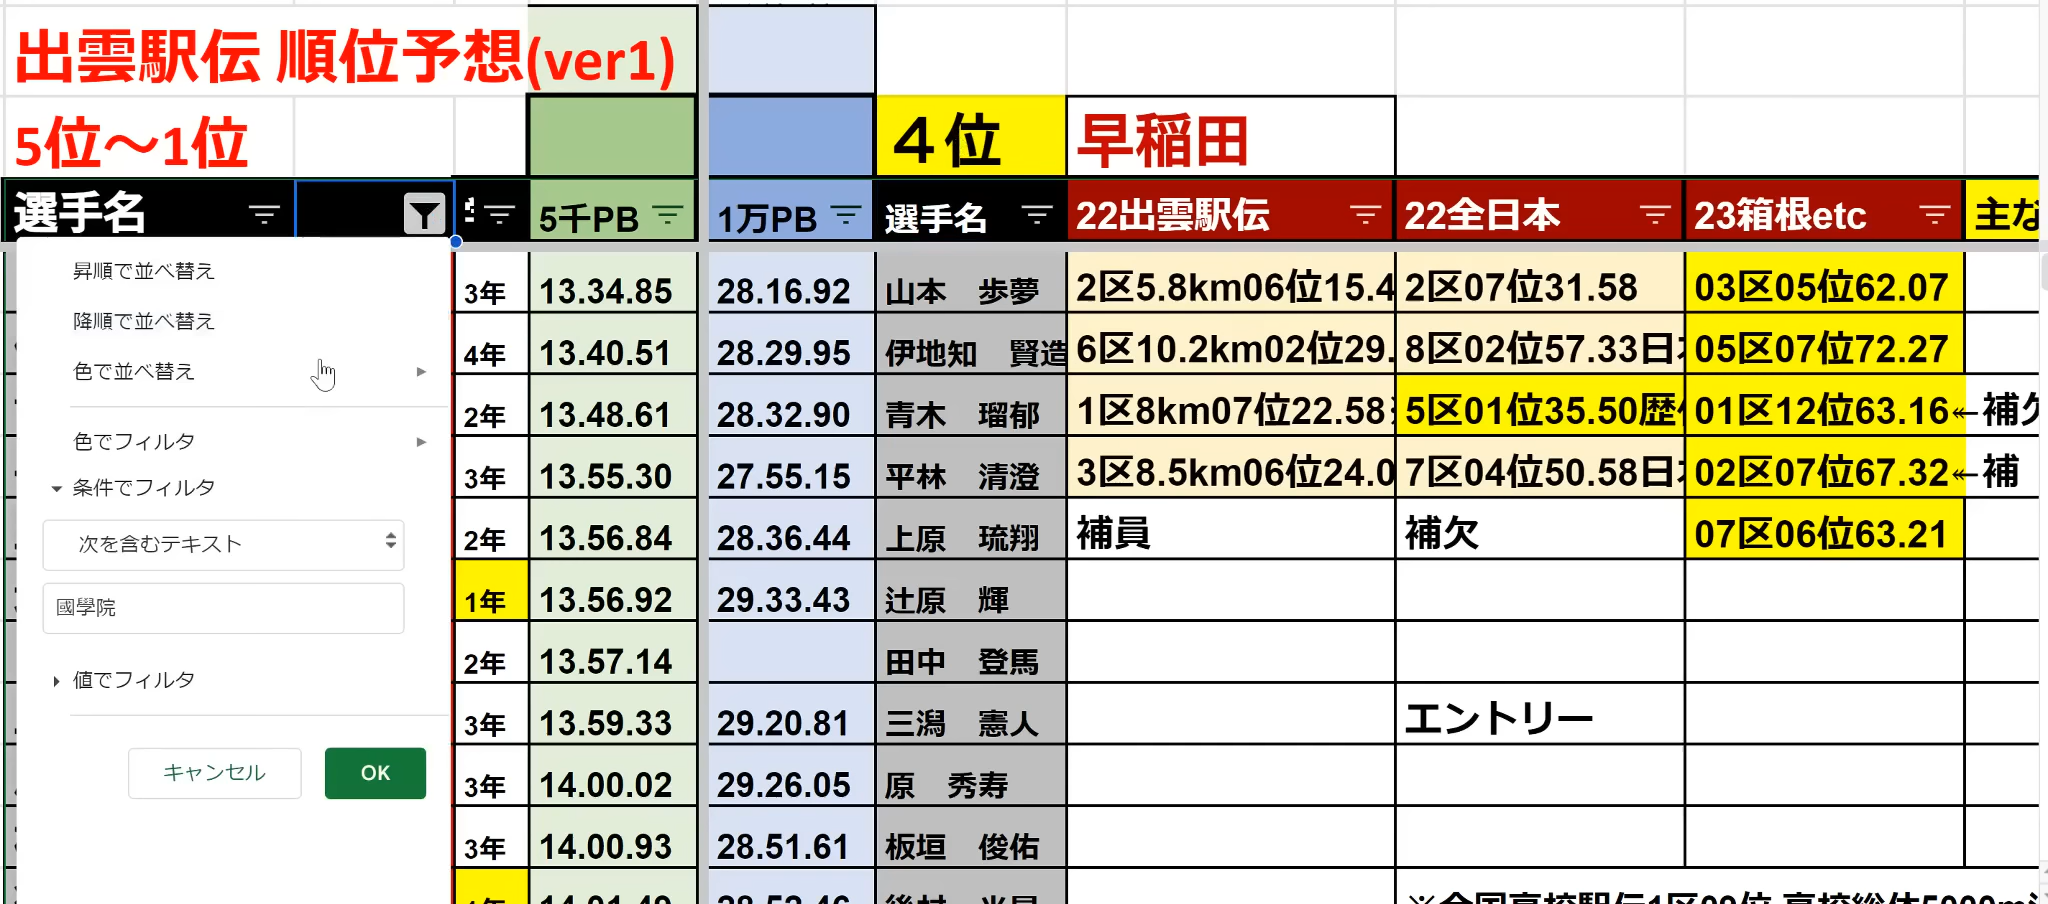 出雲駅伝 順位予想(ver1)
5位～1位
４位 早稲田
選手名 5千PB 1万PB 選手名 22出雲駅伝 22全日本 23箱根etc 主な
昇順で並べ替え
降順で並べ替え
色で並べ替え
色でフィルタ
条件でフィルタ
次を含むテキスト
國學院
値でフィルタ
キャンセル OK
3年 13.34.85 28.16.92 山本 歩夢 2区5.8km06位15.4 2区07位31.58 03区05位62.07
4年 13.40.51 28.29.95 伊地知 賢造 6区10.2km02位29. 8区02位57.33日 05区07位72.27
2年 13.48.61 28.32.90 青木 瑠郁 1区8km07位22.58 5区01位35.50歴 01区12位63.16 ←補欠
3年 13.55.30 27.55.15 平林 清澄 3区8.5km06位24.0 7区04位50.58日 02区07位67.32 ←補
2年 13.56.84 28.36.44 上原 琉翔 補員 補欠 07区06位63.21
1年 13.56.92 29.33.43 辻原 輝
2年 13.57.14 田中 登馬
3年 13.59.33 29.20.81 三潟 憲人 エントリー
3年 14.00.02 29.26.05 原 秀寿
3年 14.00.93 28.51.61 板垣 俊佑